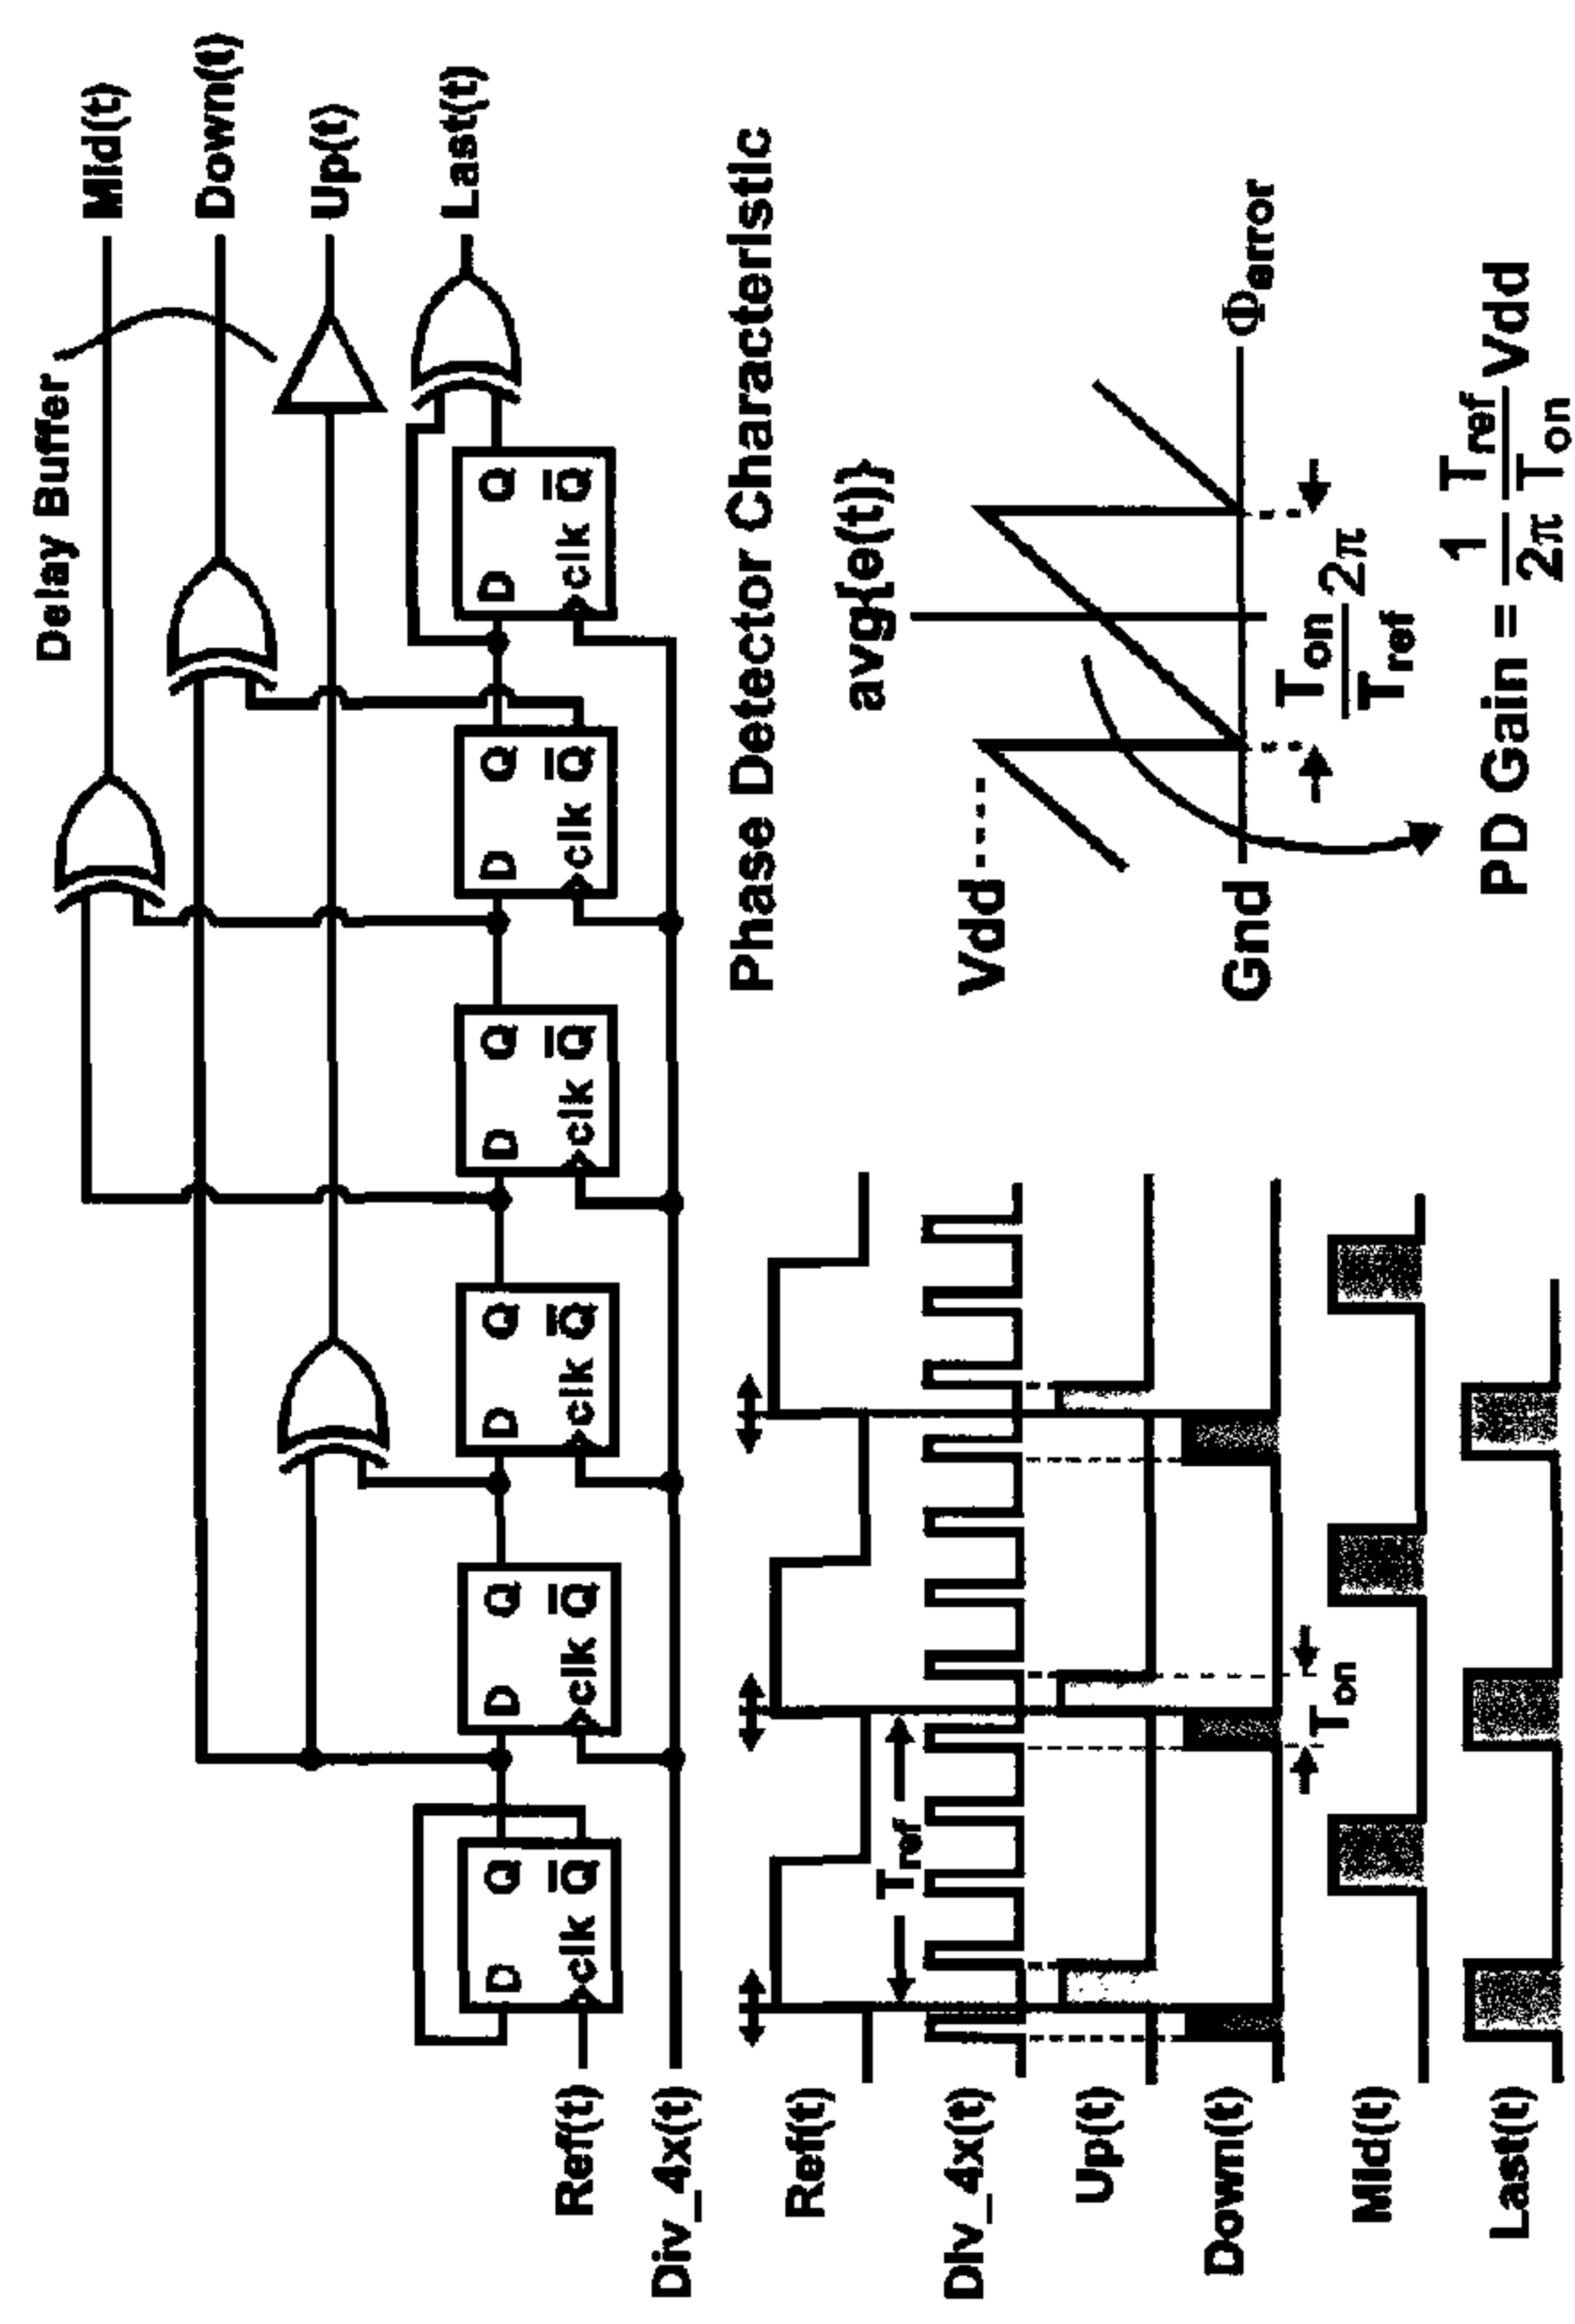 Delay Buffer
Mid(t)
Down(t)
Up(t)
Last(t)
D Q
clk Q̅
D Q
clk Q̅
D Q
clk Q̅
D Q
clk Q̅
D Q
clk Q̅
D Q
clk Q̅
Ref(t)
Div_4x(t)
Ref(t)
Tref
Div_4x(t)
Up(t)
Down(t)
Ton
Mid(t)
Last(t)
Phase Detector Characteristic
avg{e(t)}
Vdd
Gnd
Φerror
Ton/Tref 2π
PD Gain = 1/2π Tref/Ton Vdd